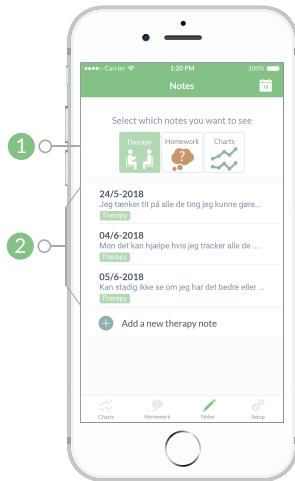 Carrier 1:20 PM 100%
Notes
Select which notes you want to see
1
Therapy Homework Charts
24/5-2018
Jeg tænker tit på alle de ting jeg kunne gøre...
Therapy
2
04/6-2018
Mon det kan hjælpe hvis jeg tracker alle de ....
Therapy
05/6-2018
Kan stadig ikke se om jeg har det bedre eller ...
Therapy
Add a new therapy note
Charts Homework Notes Setup